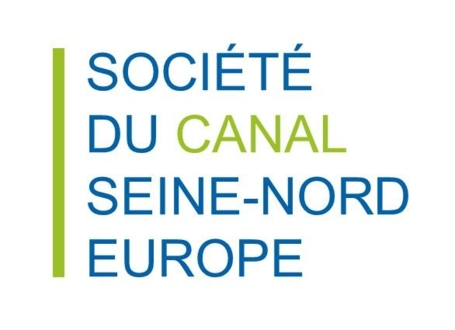 SOCIÉTÉ
DU CANAL
SEINE-NORD
EUROPE